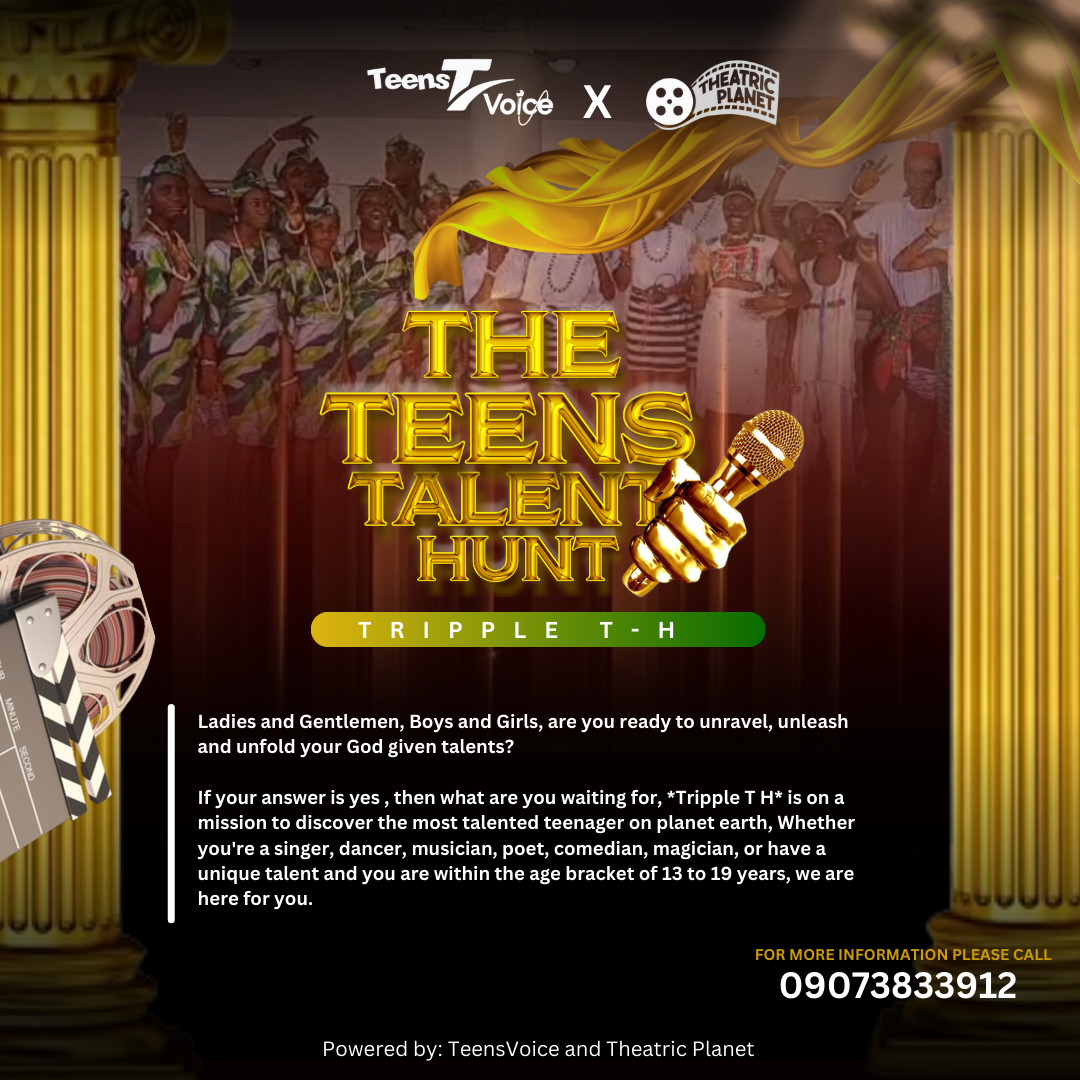 Teens T Voice X THEATRIC PLANET
THE
TEENS
TALENT
HUNT
TRIPPLE T-H
Ladies and Gentlemen, Boys and Girls, are you ready to unravel, unleash
and unfold your God given talents?
If your answer is yes , then what are you waiting for, *Tripple T H* is on a
mission to discover the most talented teenager on planet earth, Whether
you're a singer, dancer, musician, poet, comedian, magician, or have a
unique talent and you are within the age bracket of 13 to 19 years, we are
here for you.
MINUTE
SECOND
FOR MORE INFORMATION PLEASE CALL
09073833912
Powered by: TeensVoice and Theatric Planet